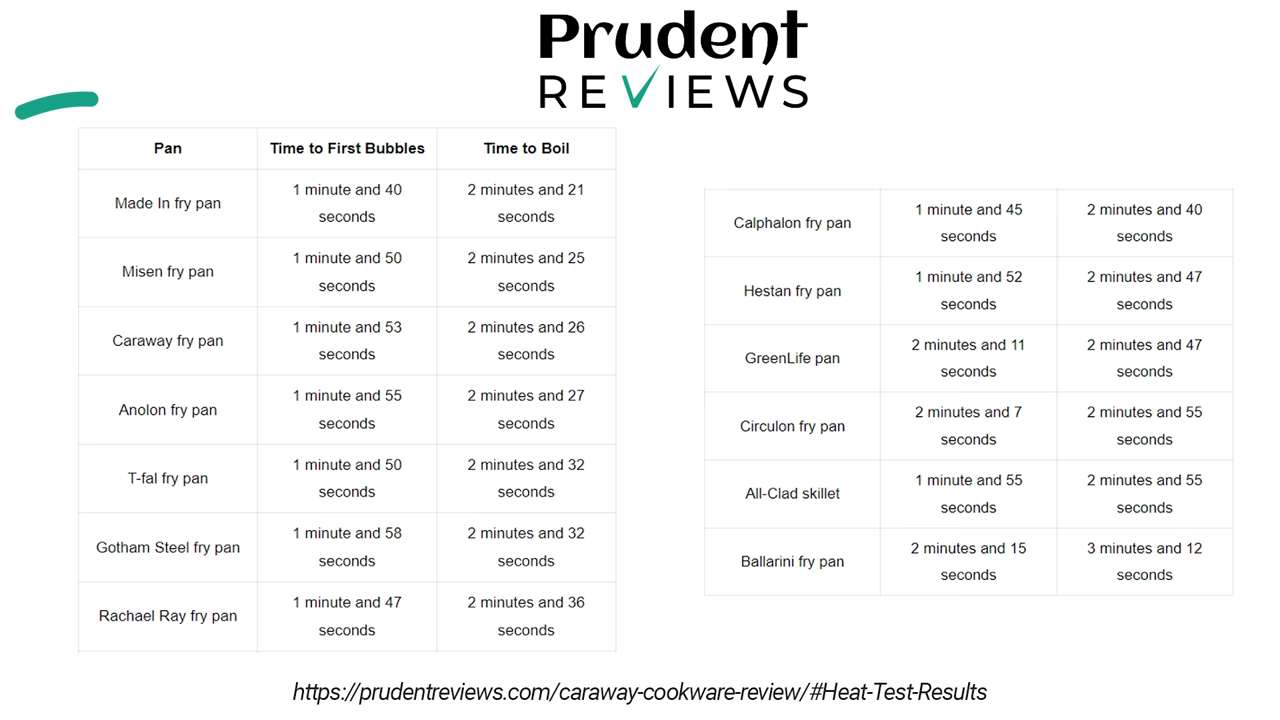 Prudent
REVIEWS
Pan Time to First Bubbles Time to Boil
Made In fry pan 1 minute and 40 seconds 2 minutes and 21 seconds
Misen fry pan 1 minute and 50 seconds 2 minutes and 25 seconds
Caraway fry pan 1 minute and 53 seconds 2 minutes and 26 seconds
Anolon fry pan 1 minute and 55 seconds 2 minutes and 27 seconds
T-fal fry pan 1 minute and 50 seconds 2 minutes and 32 seconds
Gotham Steel fry pan 1 minute and 58 seconds 2 minutes and 32 seconds
Rachael Ray fry pan 1 minute and 47 seconds 2 minutes and 36 seconds
Calphalon fry pan 1 minute and 45 seconds 2 minutes and 40 seconds
Hestan fry pan 1 minute and 52 seconds 2 minutes and 47 seconds
GreenLife pan 2 minutes and 11 seconds 2 minutes and 47 seconds
Circulon fry pan 2 minutes and 7 seconds 2 minutes and 55 seconds
All-Clad skillet 1 minute and 55 seconds 2 minutes and 55 seconds
Ballarini fry pan 2 minutes and 15 seconds 3 minutes and 12 seconds
https://prudentreviews.com/caraway-cookware-review/#Heat-Test-Results